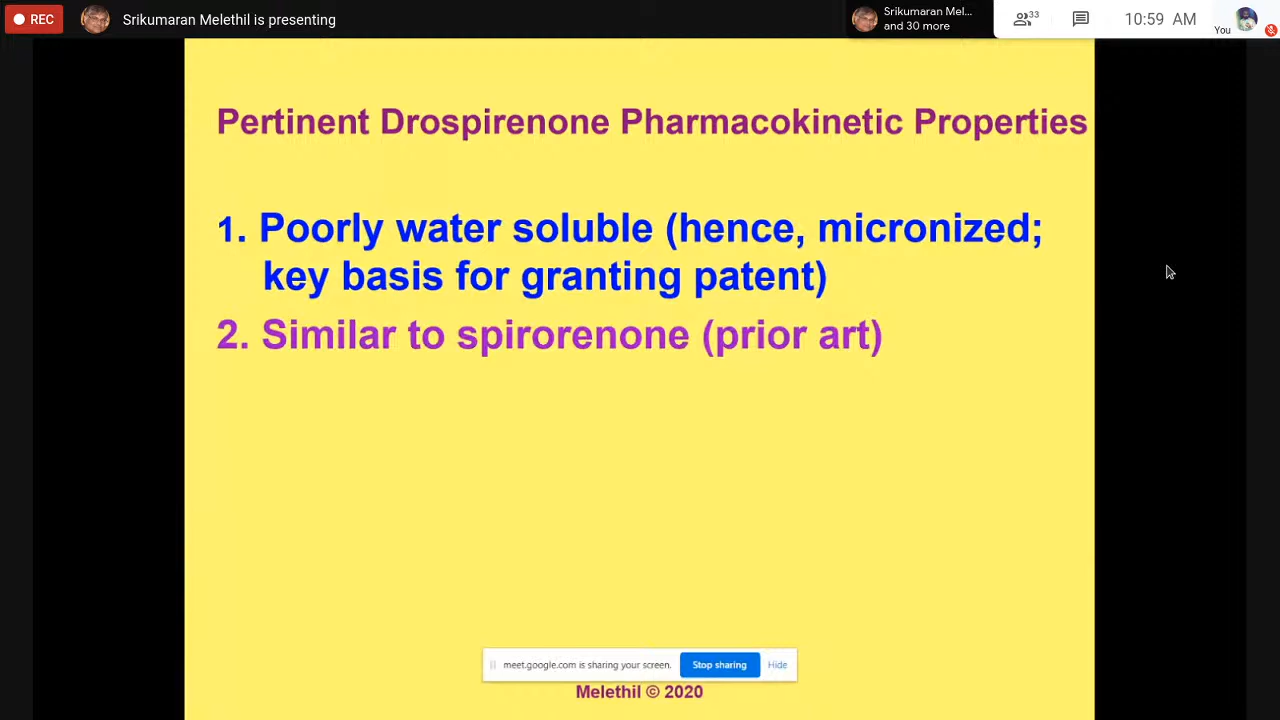 REC
Srikumaran Melethil is presenting
Srikumaran Mel...
and 30 more
33
10:59 AM
You
Pertinent Drospirenone Pharmacokinetic Properties
1. Poorly water soluble (hence, micronized;
key basis for granting patent)
2. Similar to spirorenone (prior art)
meet.google.com is sharing your screen.
Stop sharing
Hide
Melethil © 2020